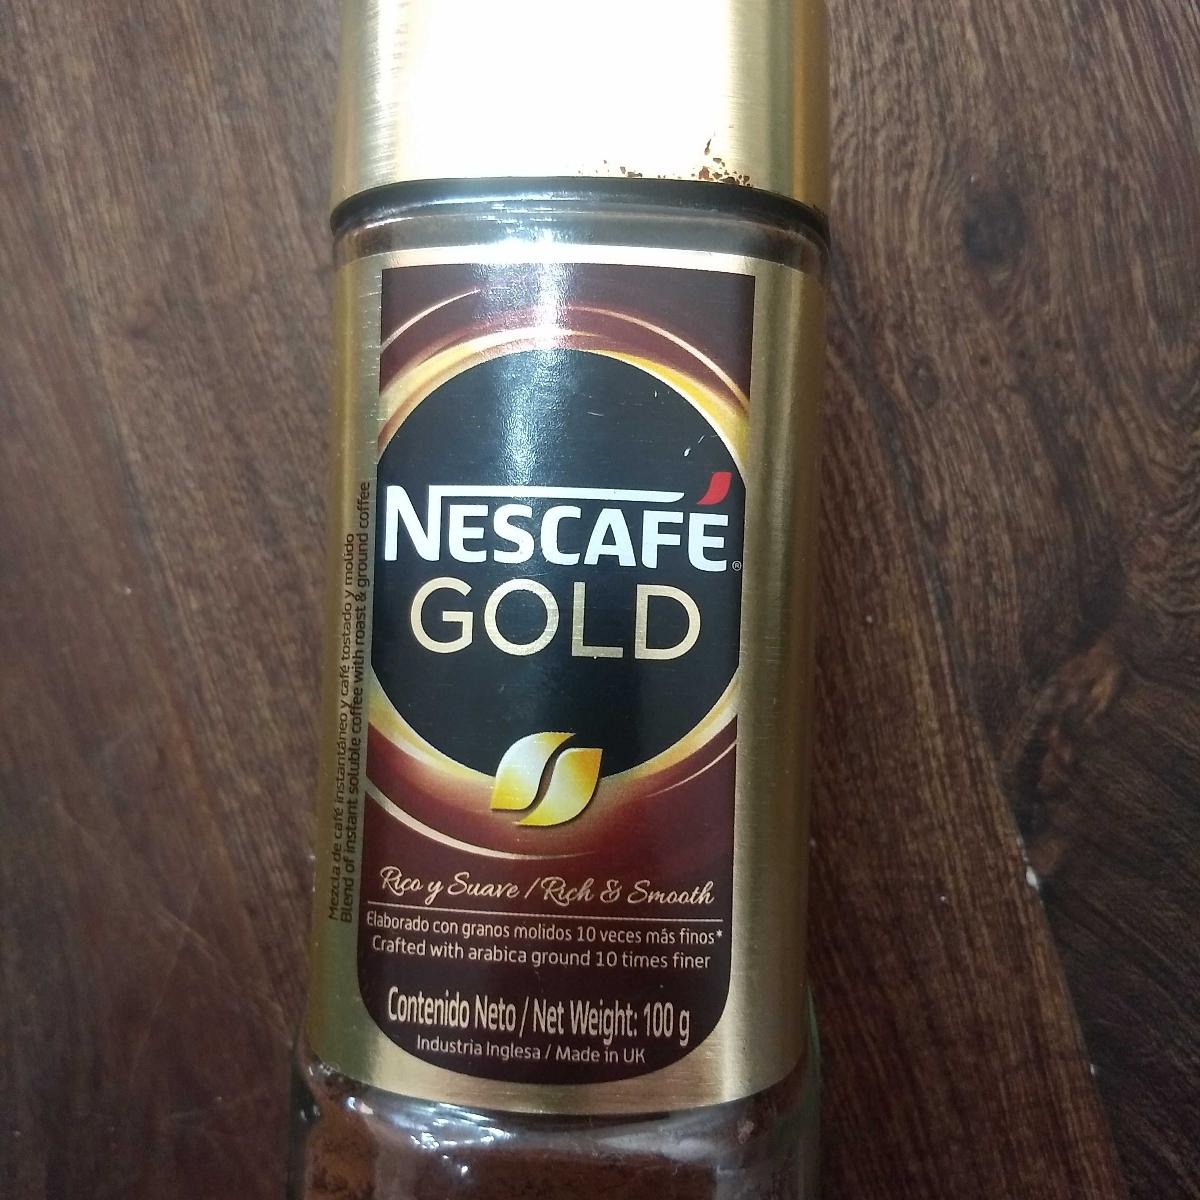 NESCAFÉ®
GOLD
Rico y Suave / Rich & Smooth
Elaborado con granos molidos 10 veces más finos*
Crafted with arabica ground 10 times finer
Contenido Neto / Net Weight: 100 g
Industria Inglesa / Made in UK
Mezcla de café instantáneo y café tostado y molido
Blend of instant soluble coffee with roast & ground coffee